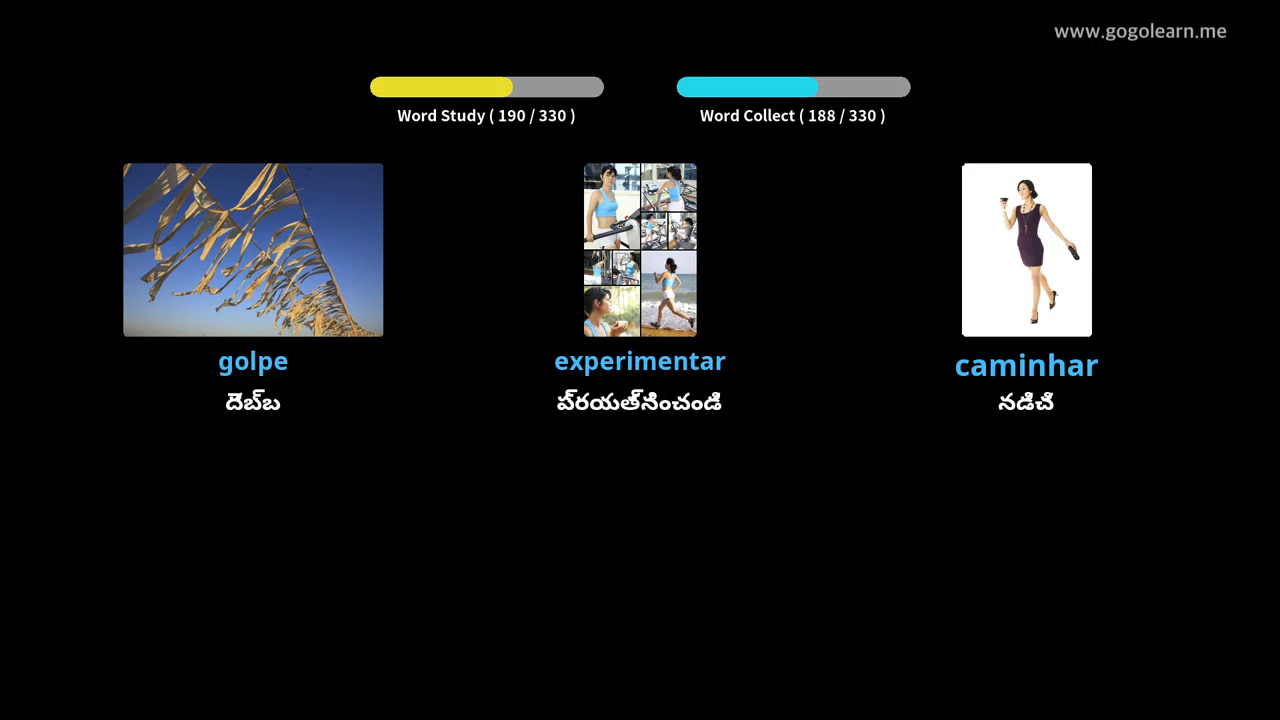 www.gogolearn.me
Word Study ( 190 / 330 )
Word Collect ( 188 / 330 )
golpe
దెబ్బ
experimentar
ప్రయత్నించండి
caminhar
నడిచి